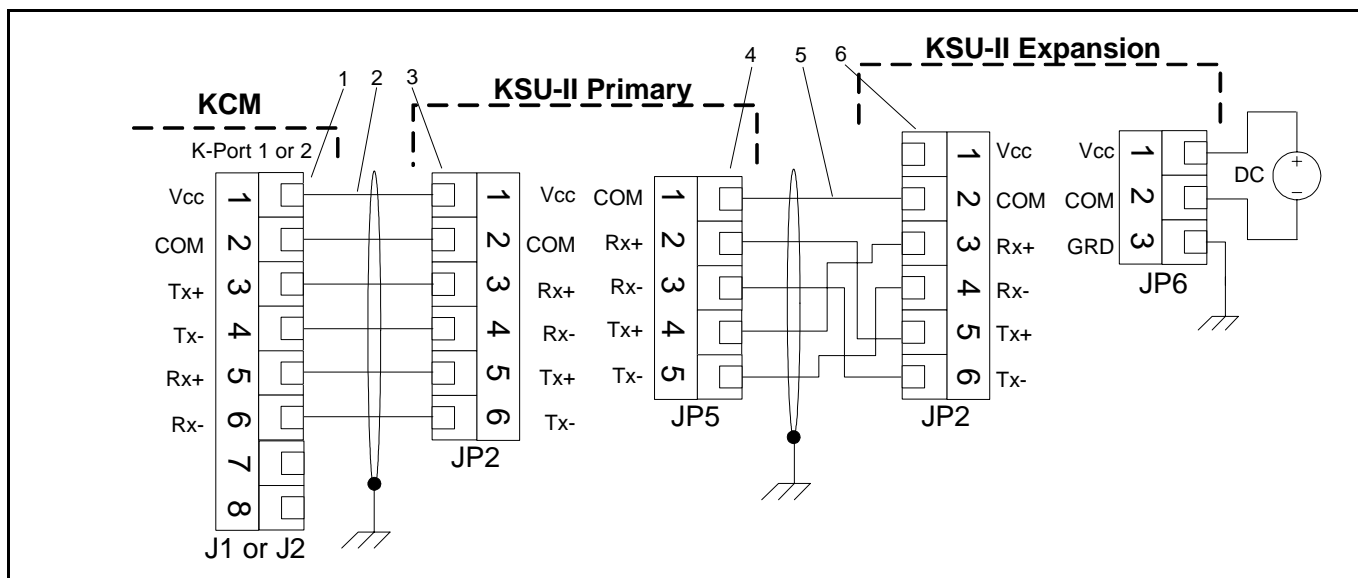 KSU-II Expansion
1 2 3 KSU-II Primary 4 5 6
KCM
K-Port 1 or 2
Vcc 1
COM 2
Tx+ 3
Tx- 4
Rx+ 5
Rx- 6
7
8
J1 or J2
1 Vcc
2 COM
3 Rx+
4 Rx-
5 Tx+
6 Tx-
JP2
COM 1
Rx+ 2
Rx- 3
Tx+ 4
Tx- 5
JP5
1 Vcc
2 COM
3 Rx+
4 Rx-
5 Tx+
6 Tx-
JP2
Vcc 1
COM 2
GRD 3
JP6
DC + −